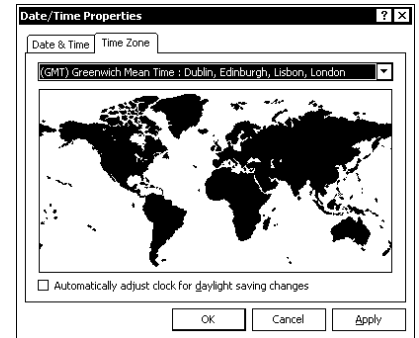 Date/Time Properties
Date & Time Time Zone
(GMT) Greenwich Mean Time : Dublin, Edinburgh, Lisbon, London
Automatically adjust clock for daylight saving changes
OK Cancel Apply